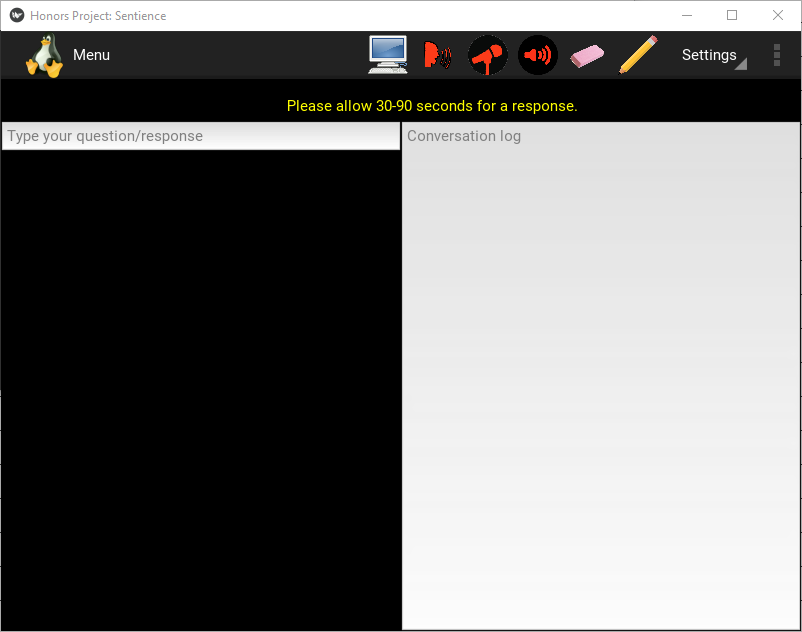 Honors Project: Sentience
Menu
Settings
Please allow 30-90 seconds for a response.
Type your question/response
Conversation log